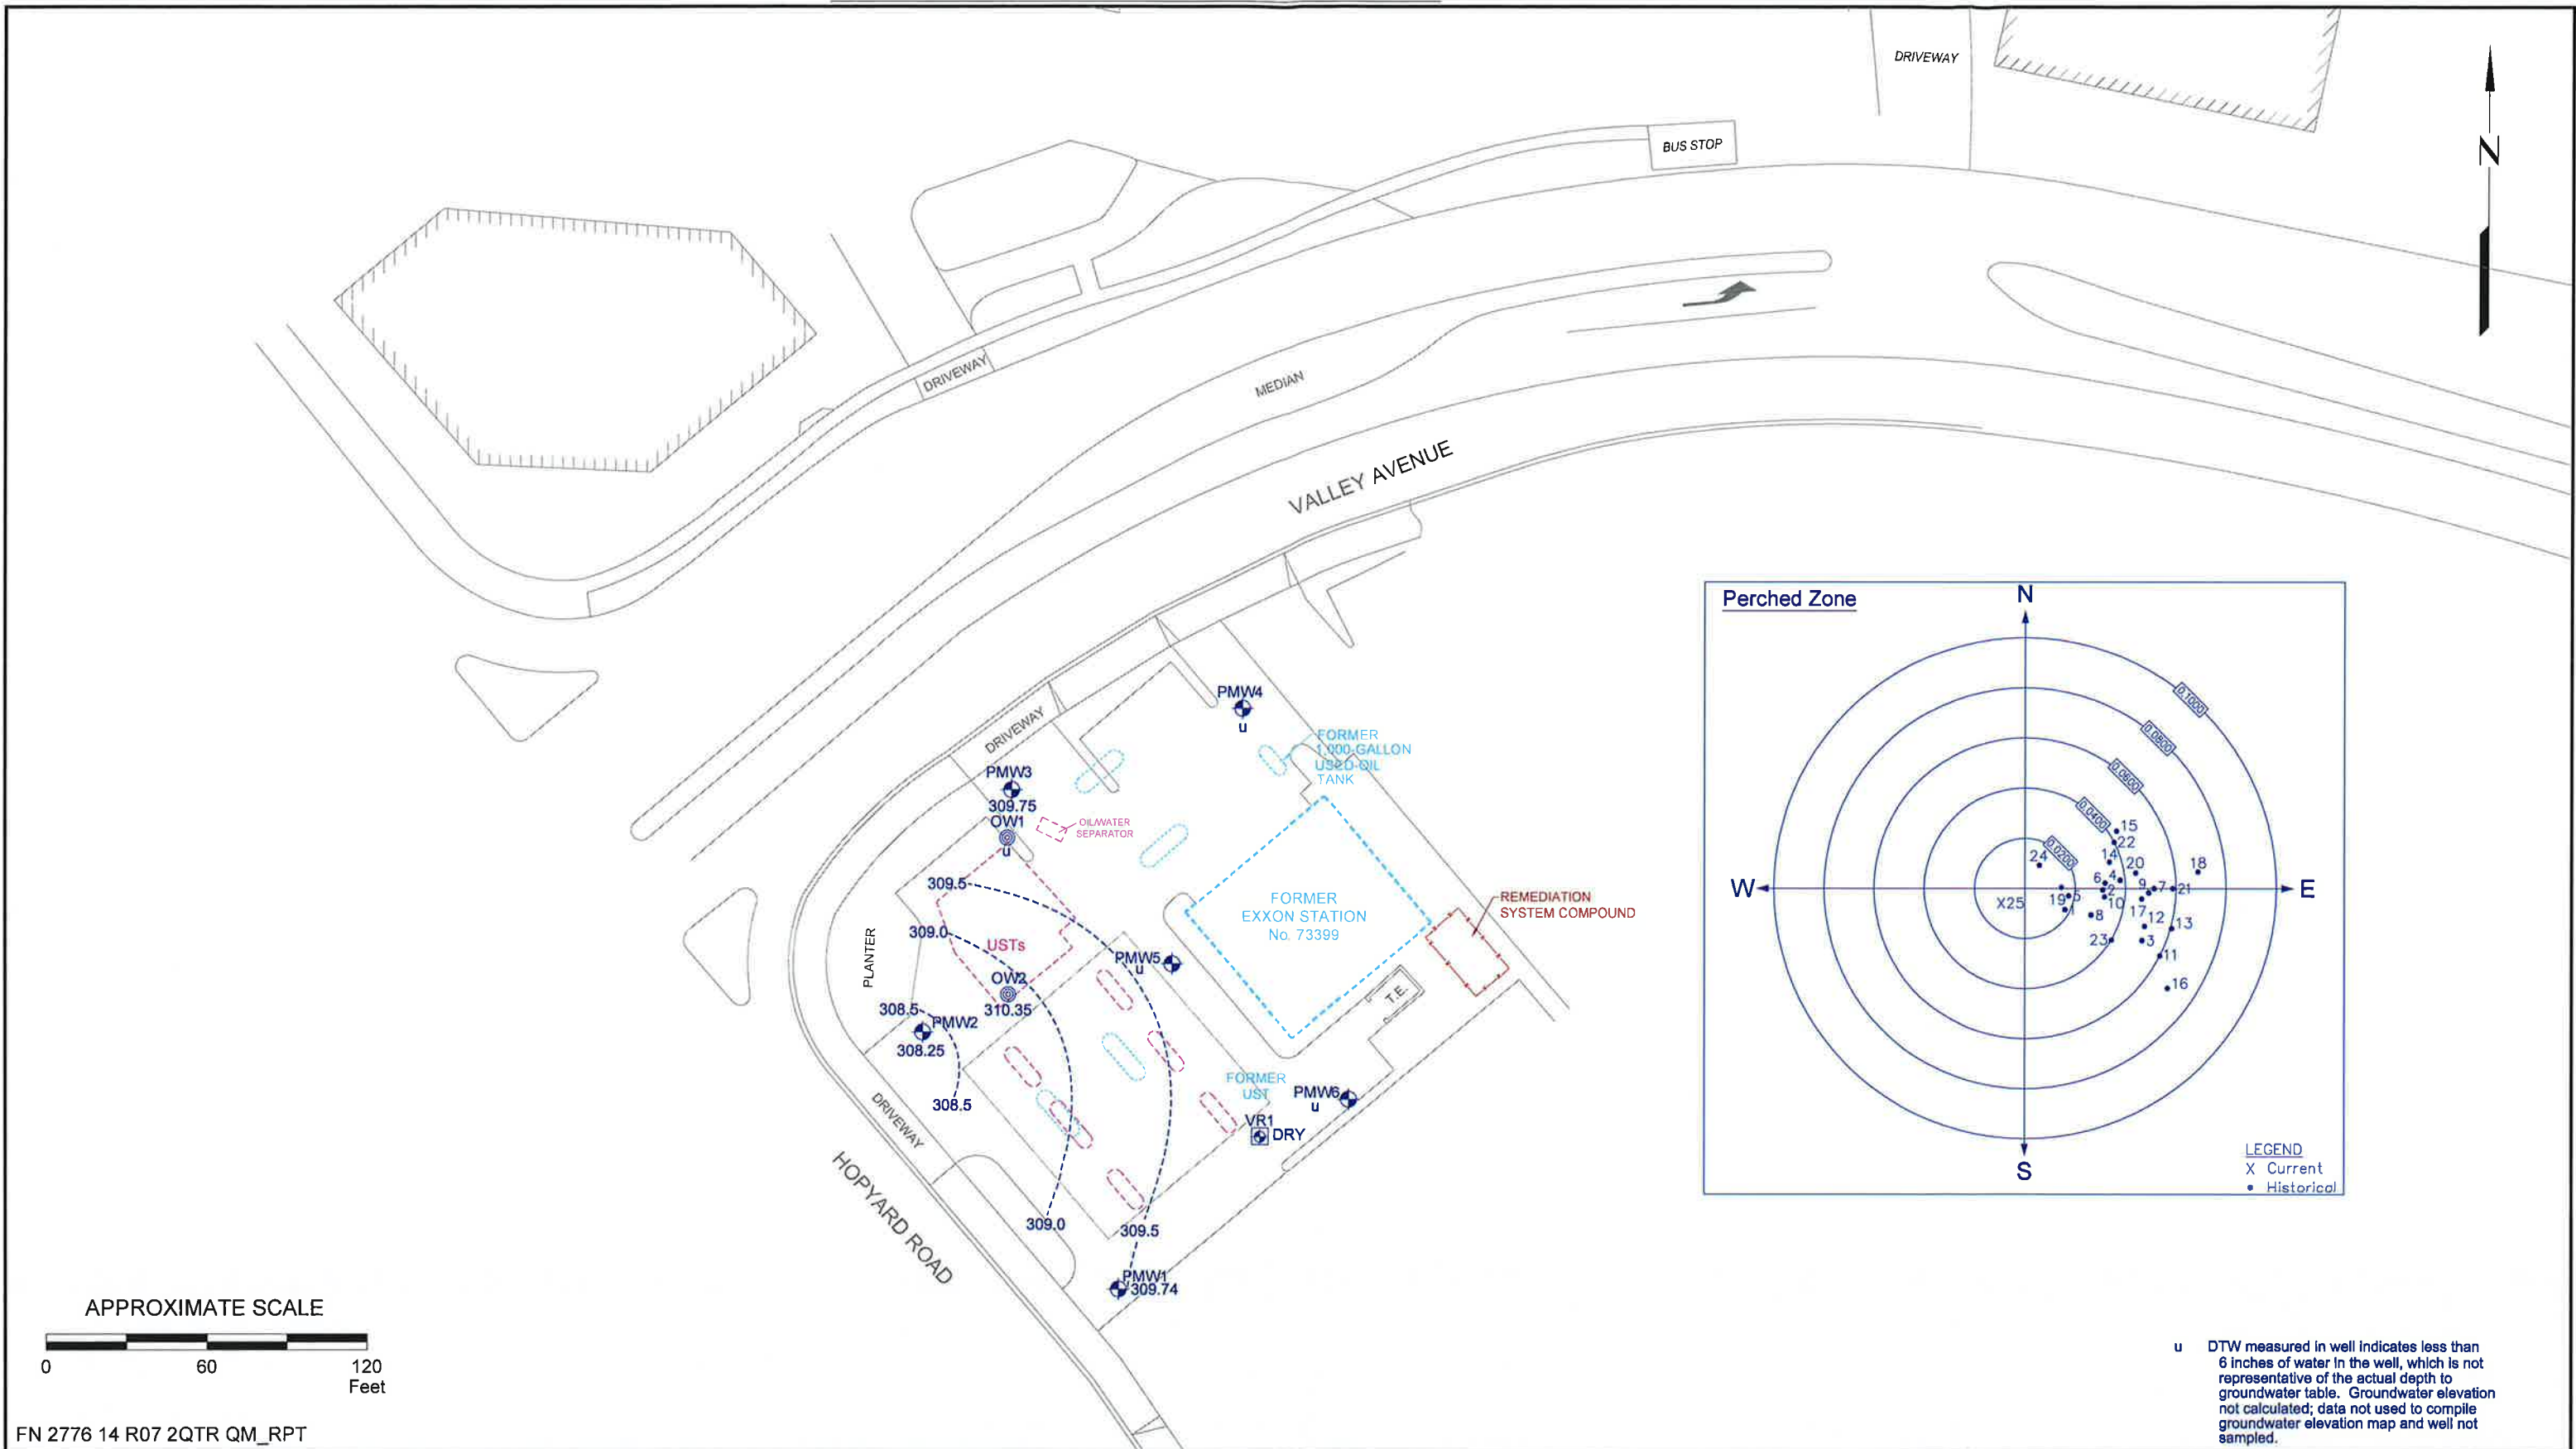 DRIVEWAY
N
BUS STOP
DRIVEWAY
MEDIAN
VALLEY AVENUE
PMW4
u
FORMER
1,000-GALLON
USED-OIL
TANK
DRIVEWAY
PMW3
309.75
OW1
u
OIL/WATER
SEPARATOR
309.5
309.0
USTs
PLANTER
FORMER
EXXON STATION
No. 73399
REMEDIATION
SYSTEM COMPOUND
PMW5
u
OW2
310.35
T.E.
308.5
PMW2
308.25
308.5
FORMER
UST
PMW6
u
VR1
DRY
DRIVEWAY
HOPYARD ROAD
309.0
309.5
PMW1
309.74
Perched Zone
N
0.1000
0.0800
0.0600
0.0400
0.0200
15
22
14
20
18
24
6
4
2
9
7
21
W
E
X25
19
5
1
10
17
8
12
13
23
3
11
16
S
LEGEND
X Current
• Historical
APPROXIMATE SCALE
0 60 120
Feet
FN 2776 14 R07 2QTR QM_RPT
u DTW measured in well indicates less than
6 inches of water in the well, which is not
representative of the actual depth to
groundwater table. Groundwater elevation
not calculated; data not used to compile
groundwater elevation map and well not
sampled.